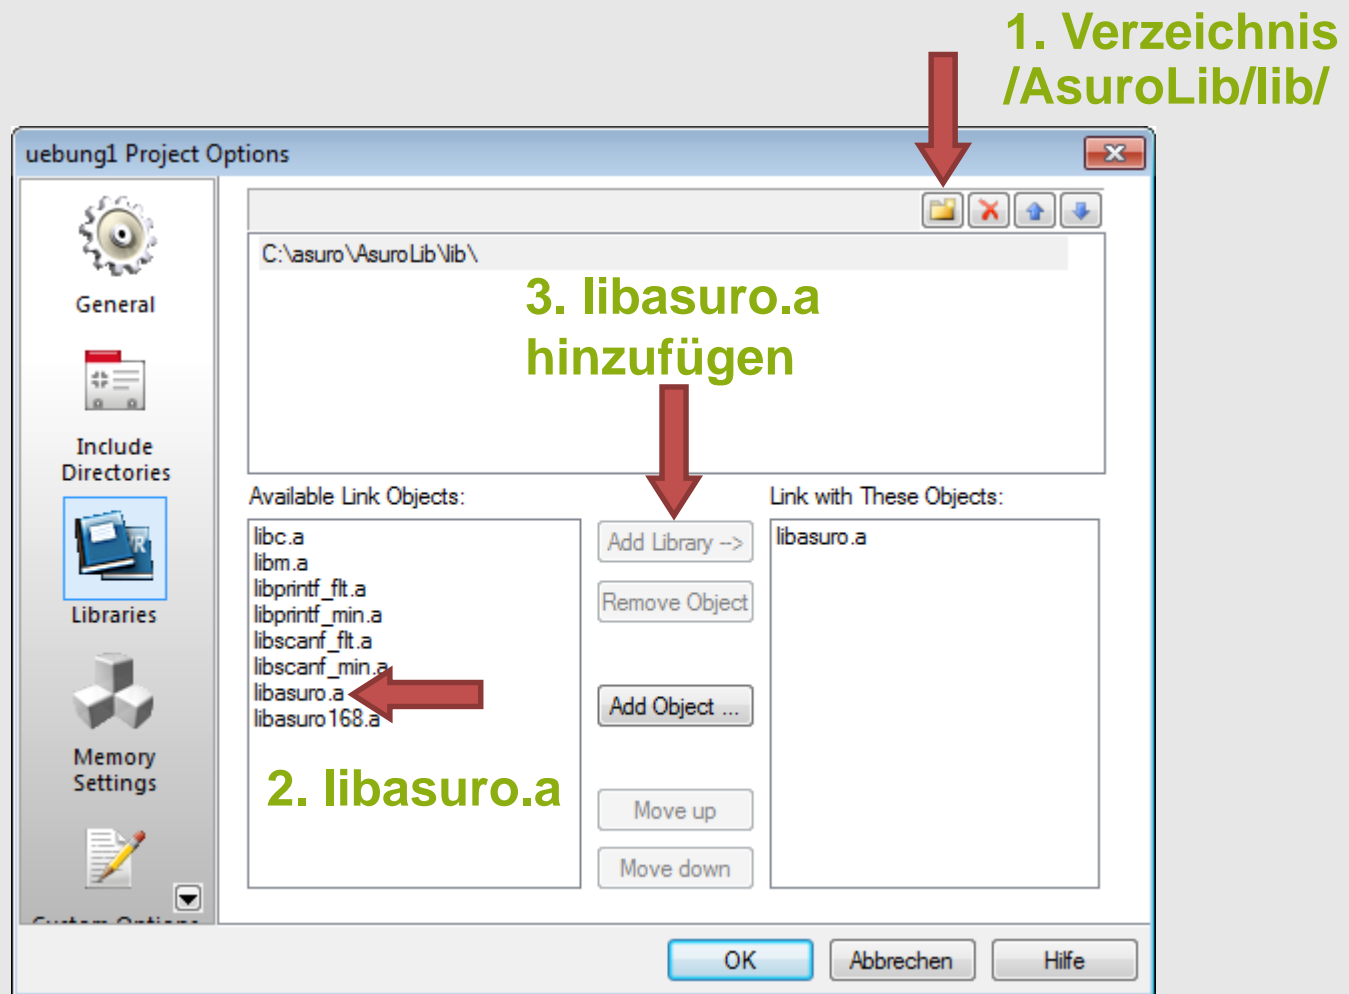 1. Verzeichnis
/AsuroLib/lib/
uebung1 Project Options
C:\asuro\AsuroLib\lib\
General
3. libasuro.a
hinzufügen
Include
Directories
Available Link Objects:
Link with These Objects:
libc.a
libm.a
libprintf_flt.a
libprintf_min.a
libscanf_flt.a
libscanf_min.a
libasuro.a
libasuro168.a
Add Library -->
libasuro.a
Remove Object
Libraries
Add Object ...
Memory
Settings
2. libasuro.a
Move up
Move down
Custom Options
OK
Abbrechen
Hilfe